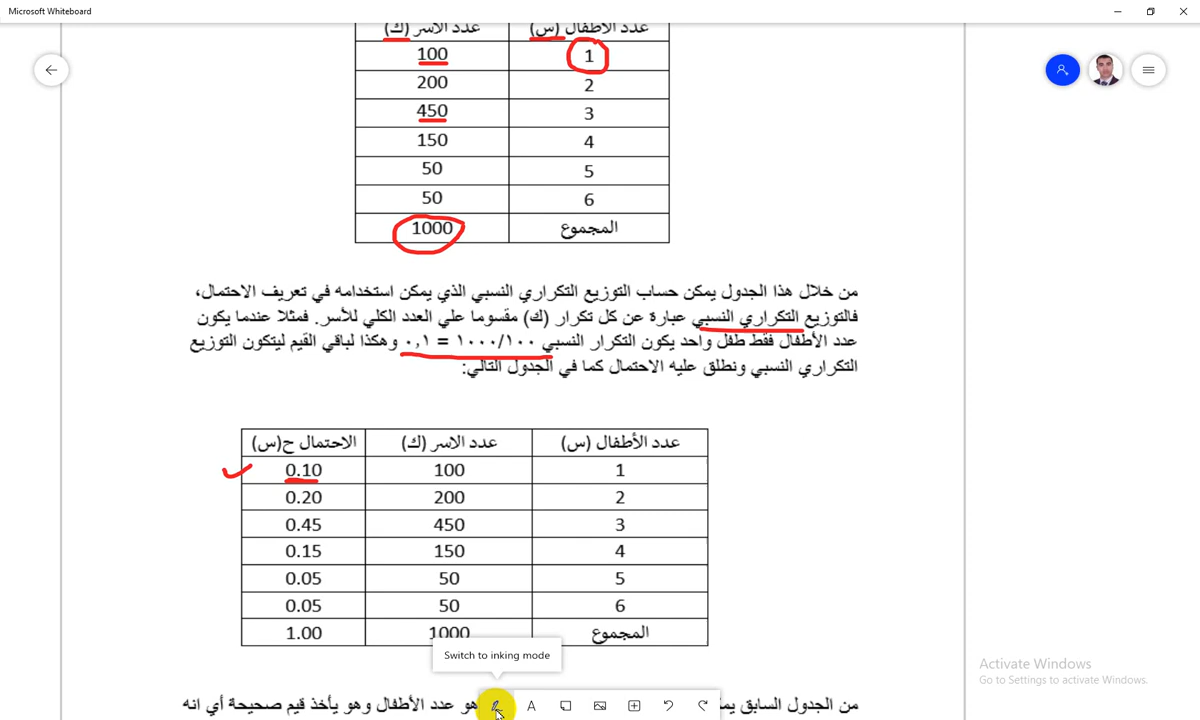 Microsoft Whiteboard
عدد الأطفال (س) عدد الاسر (ك)
1 100
2 200
3 450
4 150
5 50
6 50
المجموع 1000
من خلال هذا الجدول يمكن حساب التوزيع التكراري النسبي الذي يمكن استخدامه في تعريف الاحتمال،
فالتوزيع التكراري النسبي عبارة عن كل تكرار (ك) مقسوما علي العدد الكلي للأسر. فمثلا عندما يكون
عدد الأطفال فقط طفل واحد يكون التكرار النسبي ١٠٠/١٠٠٠ = ٠,١ وهكذا لباقي القيم ليتكون التوزيع
التكراري النسبي ونطلق عليه الاحتمال كما في الجدول التالي:
عدد الأطفال (س) عدد الاسر (ك) الاحتمال ح(س)
1 100 0.10
2 200 0.20
3 450 0.45
4 150 0.15
5 50 0.05
6 50 0.05
المجموع 1000 1.00
Switch to inking mode
Activate Windows
Go to Settings to activate Windows.
من الجدول السابق هو عدد الأطفال وهو يأخذ قيم صحيحة أي انه
A